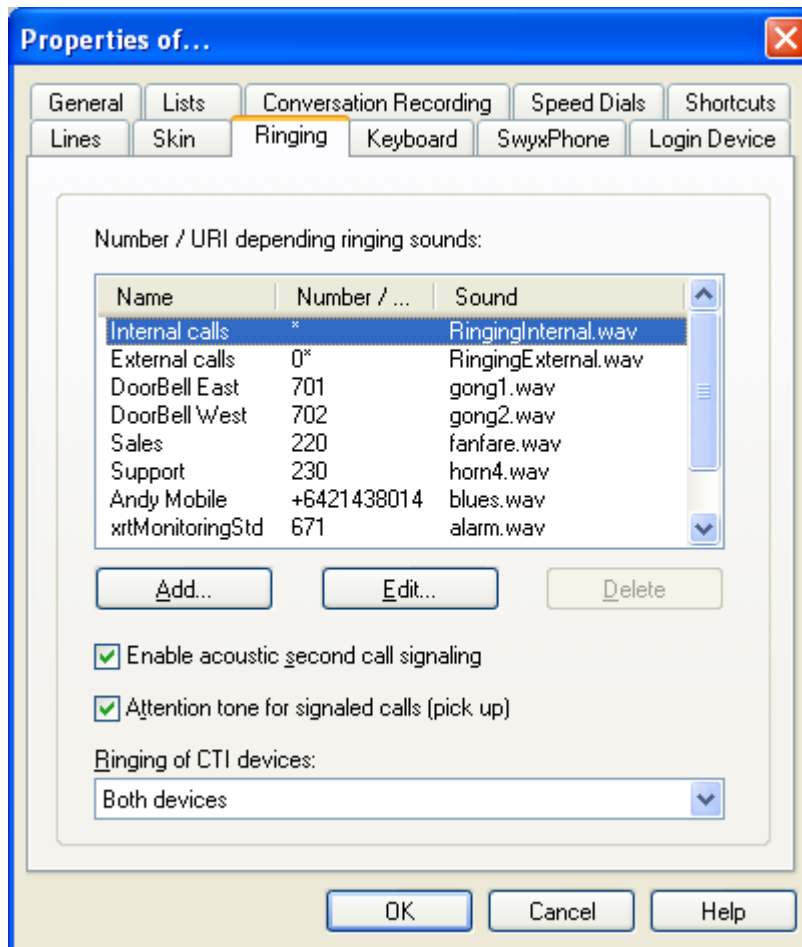 Properties of...
General Lists Conversation Recording Speed Dials Shortcuts
Lines Skin Ringing Keyboard SwyxPhone Login Device
Number / URI depending ringing sounds:
Name Number / ... Sound
Internal calls * RingingInternal.wav
External calls 0* RingingExternal.wav
DoorBell East 701 gong1.wav
DoorBell West 702 gong2.wav
Sales 220 fanfare.wav
Support 230 horn4.wav
Andy Mobile +6421438014 blues.wav
xrtMonitoringStd 671 alarm.wav
Add... Edit... Delete
Enable acoustic second call signaling
Attention tone for signaled calls (pick up)
Ringing of CTI devices:
Both devices
OK Cancel Help